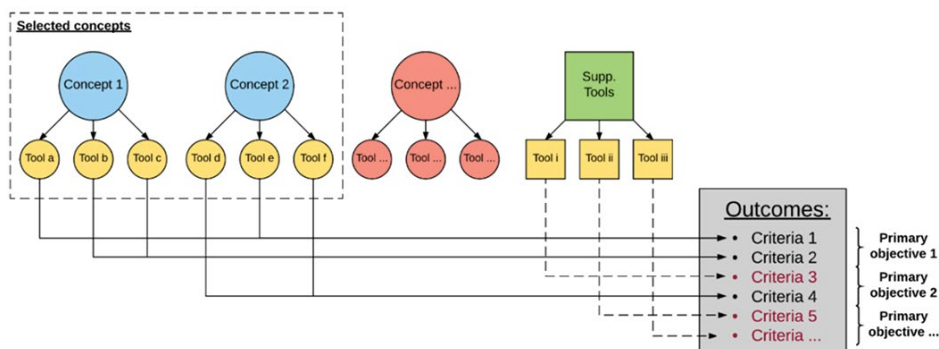 Selected concepts
Concept 1
Concept 2
Concept ...
Supp.
Tools
Tool a
Tool b
Tool c
Tool d
Tool e
Tool f
Tool ...
Tool ...
Tool ...
Tool i
Tool ii
Tool iii
Outcomes:
• Criteria 1
• Criteria 2
• Criteria 3
• Criteria 4
• Criteria 5
• Criteria ...
Primary
objective 1
Primary
objective 2
Primary
objective ...